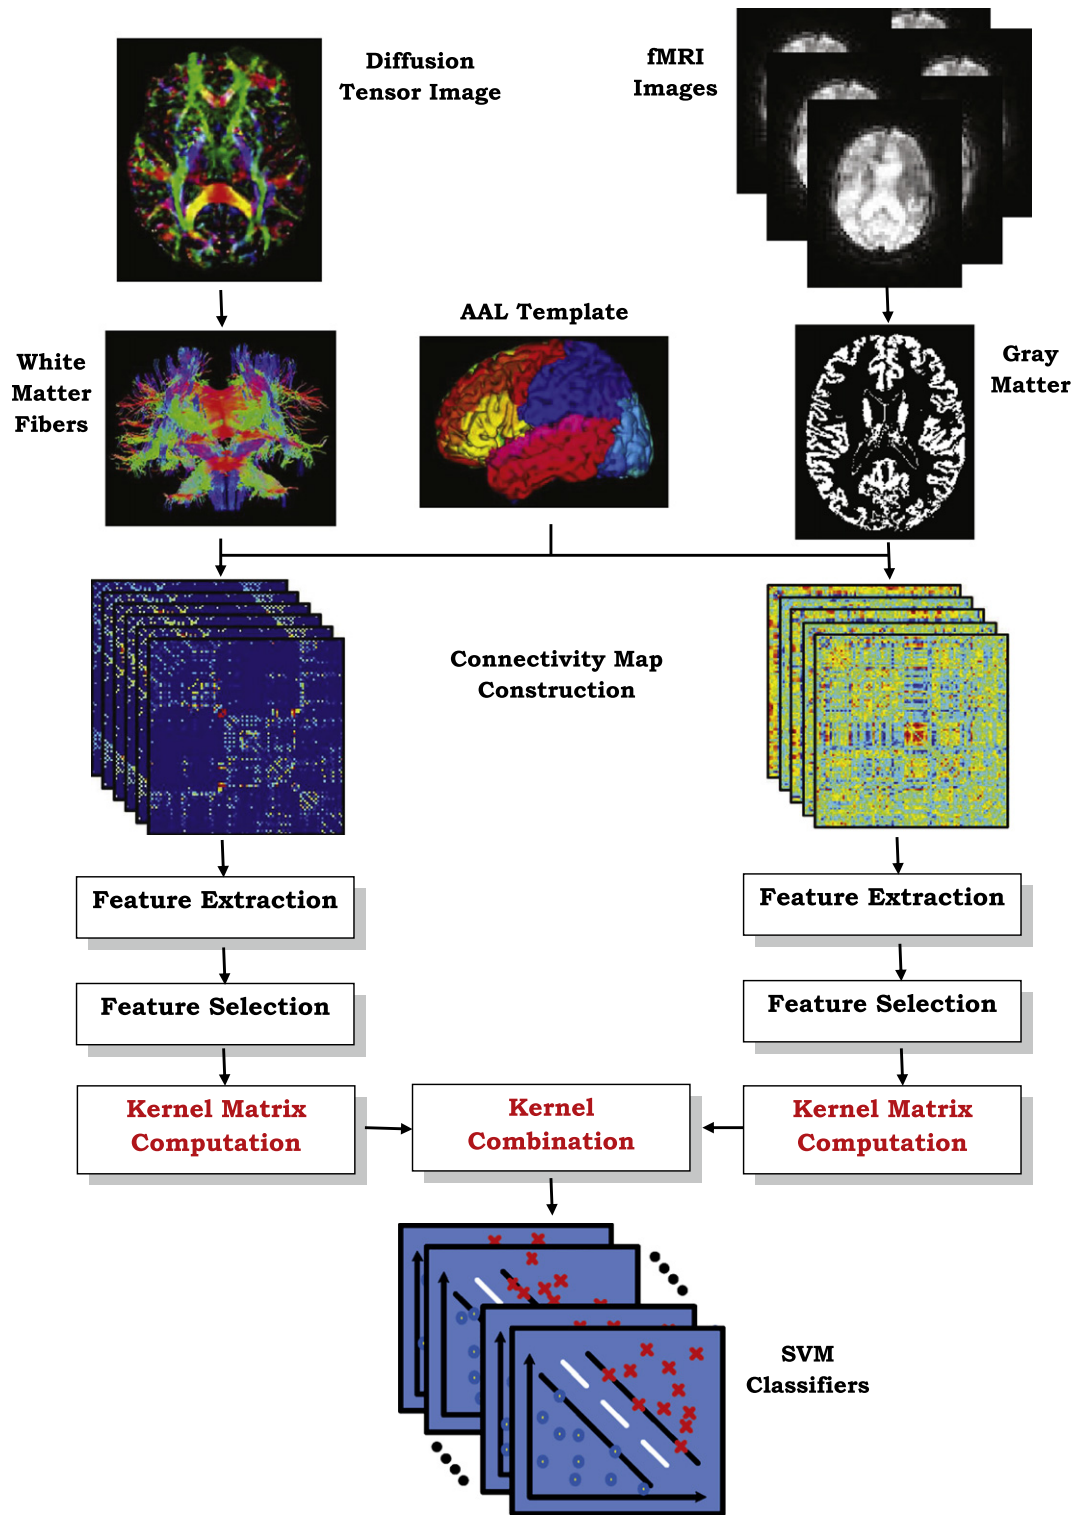 Diffusion
Tensor Image
fMRI
Images
AAL Template
White
Matter
Fibers
Gray
Matter
Connectivity Map
Construction
Feature Extraction
Feature Extraction
Feature Selection
Feature Selection
Kernel Matrix
Computation
Kernel
Combination
Kernel Matrix
Computation
SVM
Classifiers